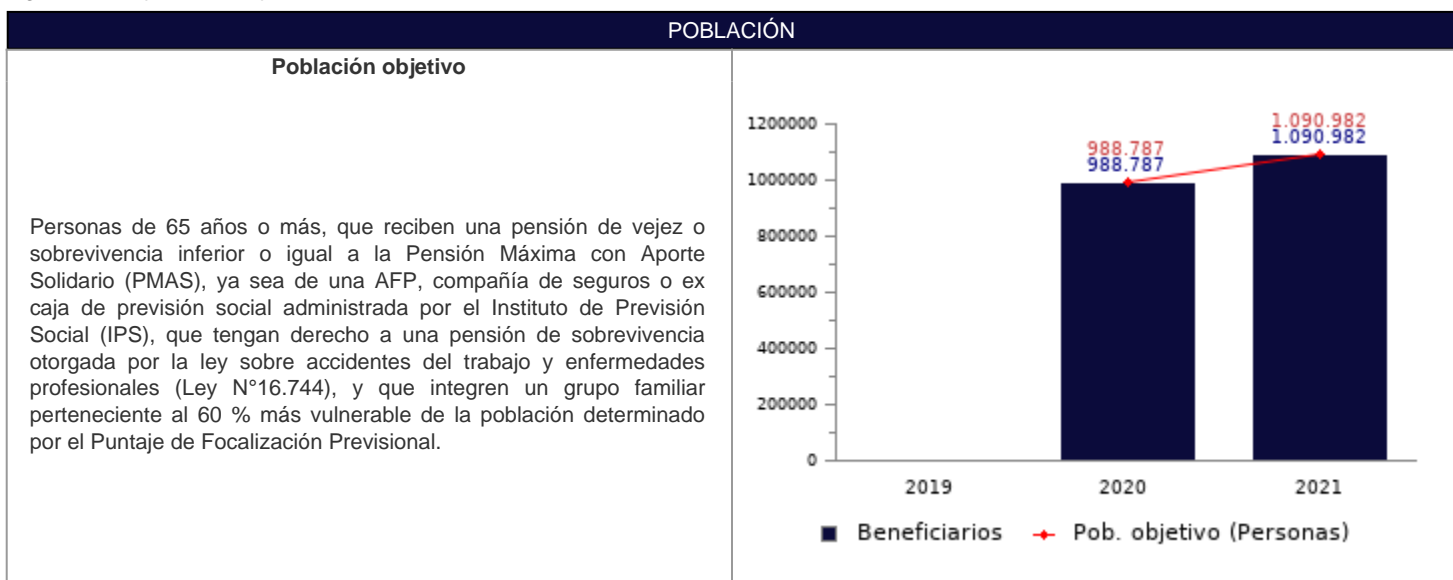 POBLACIÓN
Población objetivo
Personas de 65 años o más, que reciben una pensión de vejez o
sobrevivencia inferior o igual a la Pensión Máxima con Aporte
Solidario (PMAS), ya sea de una AFP, compañía de seguros o ex
caja de previsión social administrada por el Instituto de Previsión
Social (IPS), que tengan derecho a una pensión de sobrevivencia
otorgada por la ley sobre accidentes del trabajo y enfermedades
profesionales (Ley N°16.744), y que integren un grupo familiar
perteneciente al 60 % más vulnerable de la población determinado
por el Puntaje de Focalización Previsional.
1200000
1000000
800000
600000
400000
200000
0
988.787
988.787
1.090.982
1.090.982
2019 2020 2021
Beneficiarios Pob. objetivo (Personas)